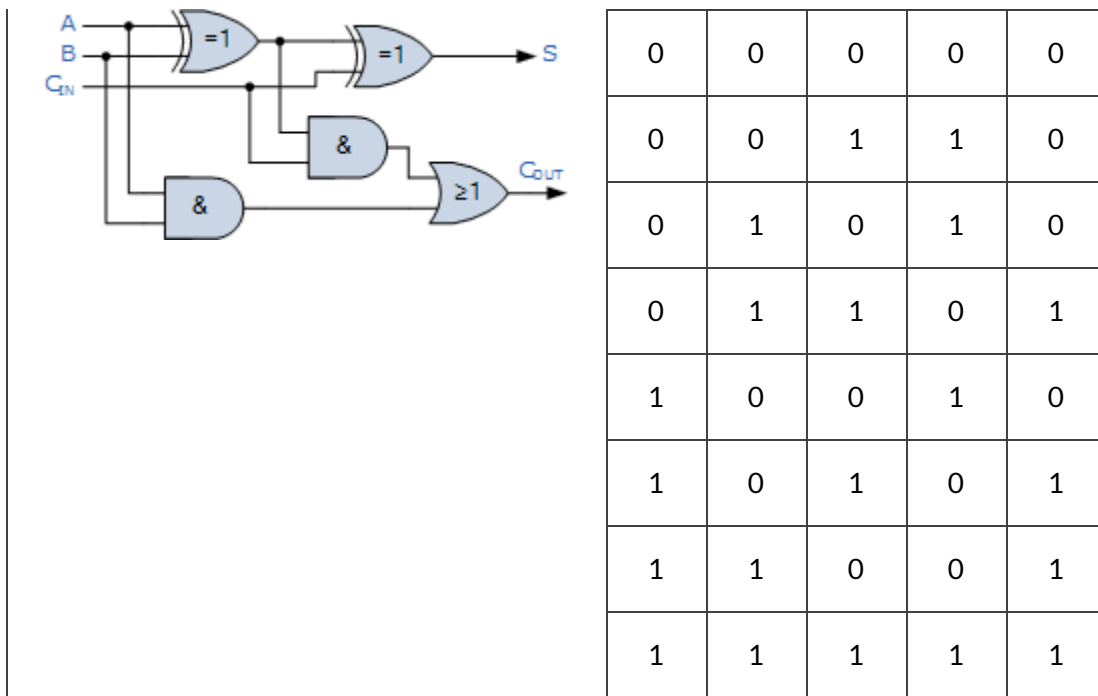 A
=1
=1
S
B
C_IN
&
C_OUT
&
≥1
0 0 0 0 0
0 0 1 1 0
0 1 0 1 0
0 1 1 0 1
1 0 0 1 0
1 0 1 0 1
1 1 0 0 1
1 1 1 1 1